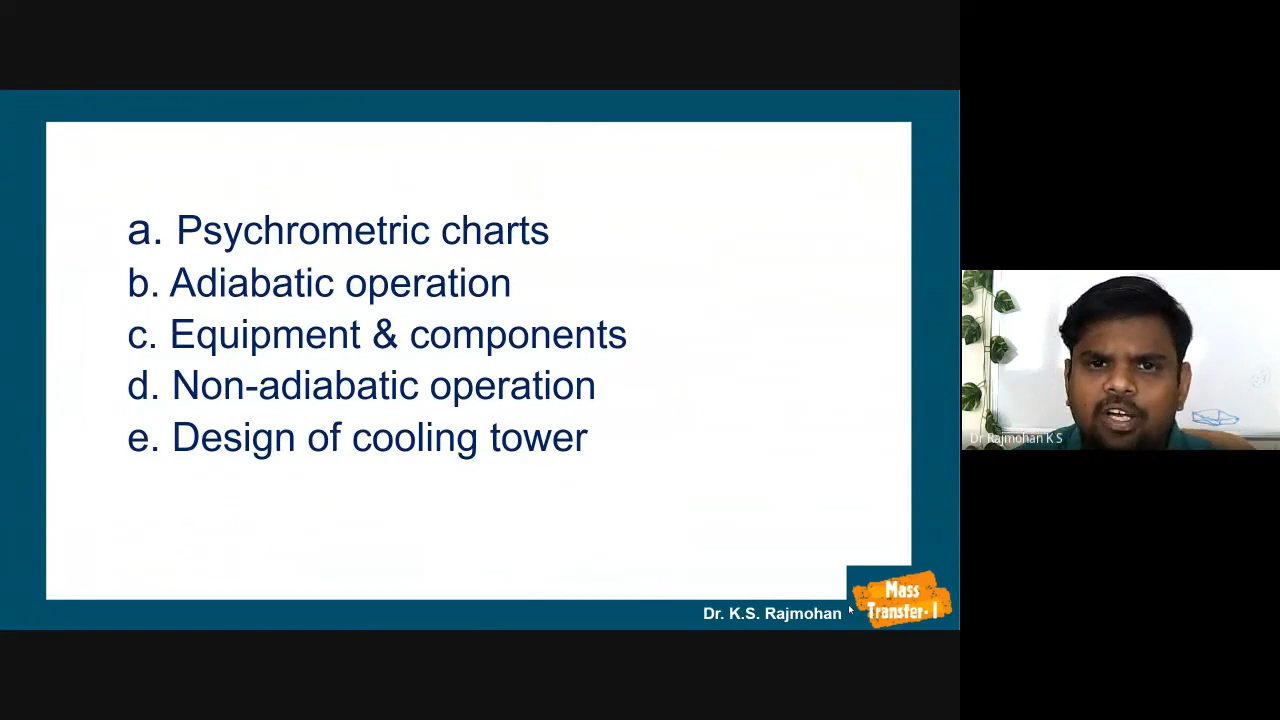 a. Psychrometric charts
b. Adiabatic operation
c. Equipment & components
d. Non-adiabatic operation
e. Design of cooling tower
Dr. K.S. Rajmohan
Mass
Transfer- I
Dr Rajmohan K S